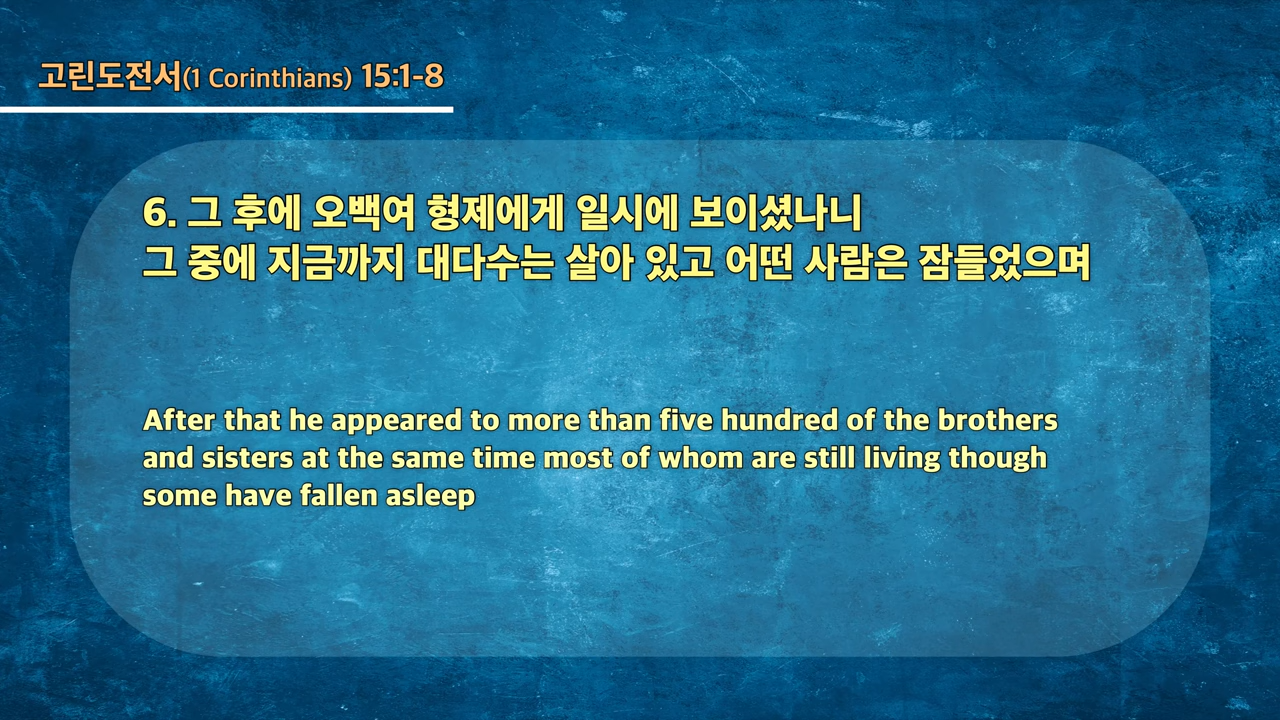 고린도전서(1 Corinthians) 15:1-8
6. 그 후에 오백여 형제에게 일시에 보이셨나니
그 중에 지금까지 대다수는 살아 있고 어떤 사람은 잠들었으며
After that he appeared to more than five hundred of the brothers
and sisters at the same time most of whom are still living though
some have fallen asleep